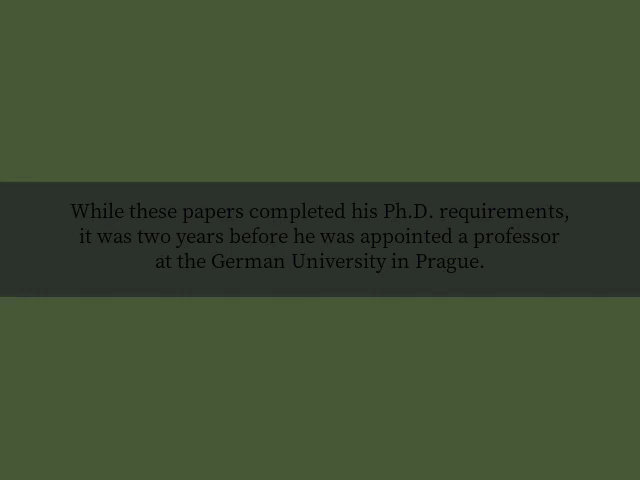 While these papers completed his Ph.D. requirements,
it was two years before he was appointed a professor
at the German University in Prague.